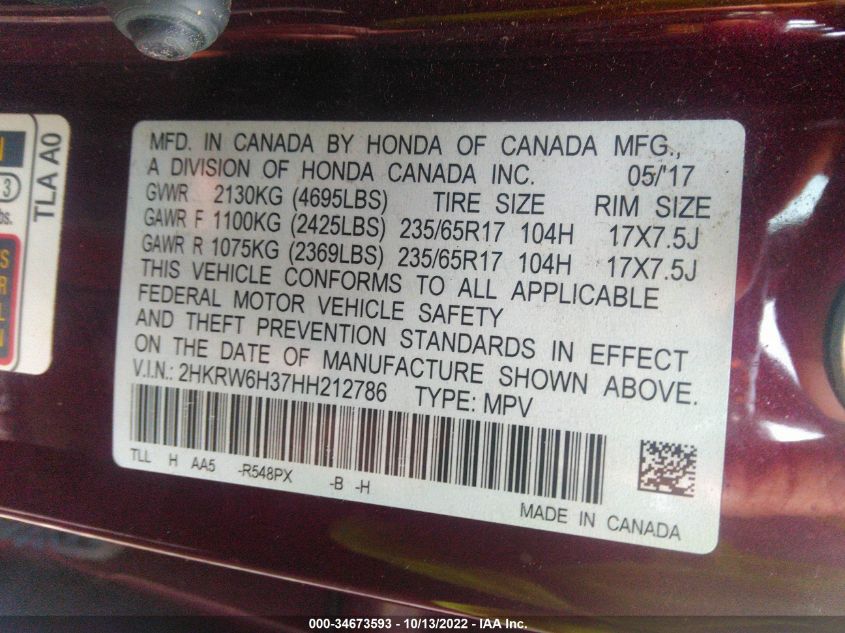 MFD. IN CANADA BY HONDA OF CANADA MFG.,
A DIVISION OF HONDA CANADA INC. 05/'17
GVWR 2130KG (4695LBS) TIRE SIZE RIM SIZE
GAWR F 1100KG (2425LBS) 235/65R17 104H 17X7.5J
GAWR R 1075KG (2369LBS) 235/65R17 104H 17X7.5J
THIS VEHICLE CONFORMS TO ALL APPLICABLE
FEDERAL MOTOR VEHICLE SAFETY
AND THEFT PREVENTION STANDARDS IN EFFECT
ON THE DATE OF MANUFACTURE SHOWN ABOVE.
V.I.N.: 2HKRW6H37HH212786 TYPE: MPV
TLL H AA5 -R548PX -B -H
MADE IN CANADA
TLA A0
N
3
bs.
S
R
L
N
000-34673593 - 10/13/2022 - IAA Inc.